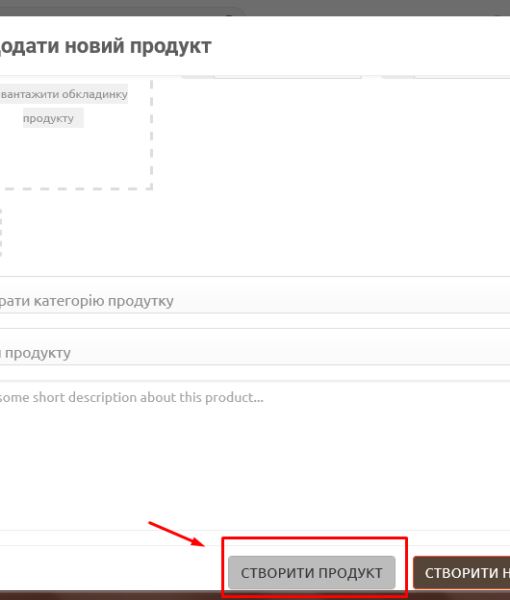 одати новий продукт
вантажити обкладинку
продукту
рати категорію продутку
продукту
some short description about this product...
СТВОРИТИ ПРОДУКТ
СТВОРИТИ Н